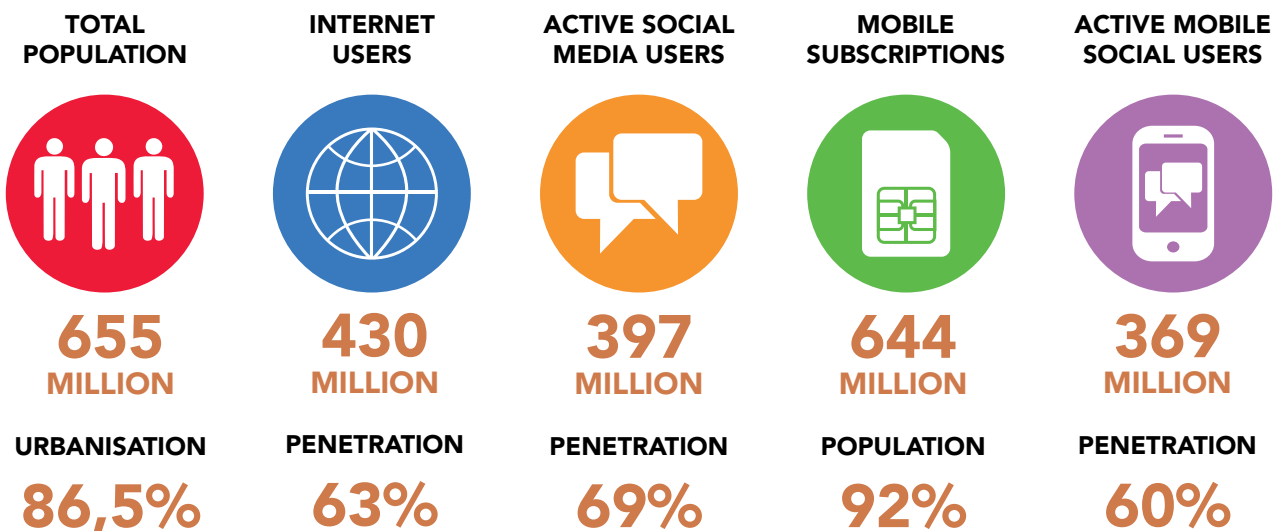 TOTAL
POPULATION
655
MILLION
URBANISATION
86,5%
INTERNET
USERS
430
MILLION
PENETRATION
63%
ACTIVE SOCIAL
MEDIA USERS
397
MILLION
PENETRATION
69%
MOBILE
SUBSCRIPTIONS
644
MILLION
POPULATION
92%
ACTIVE MOBILE
SOCIAL USERS
369
MILLION
PENETRATION
60%